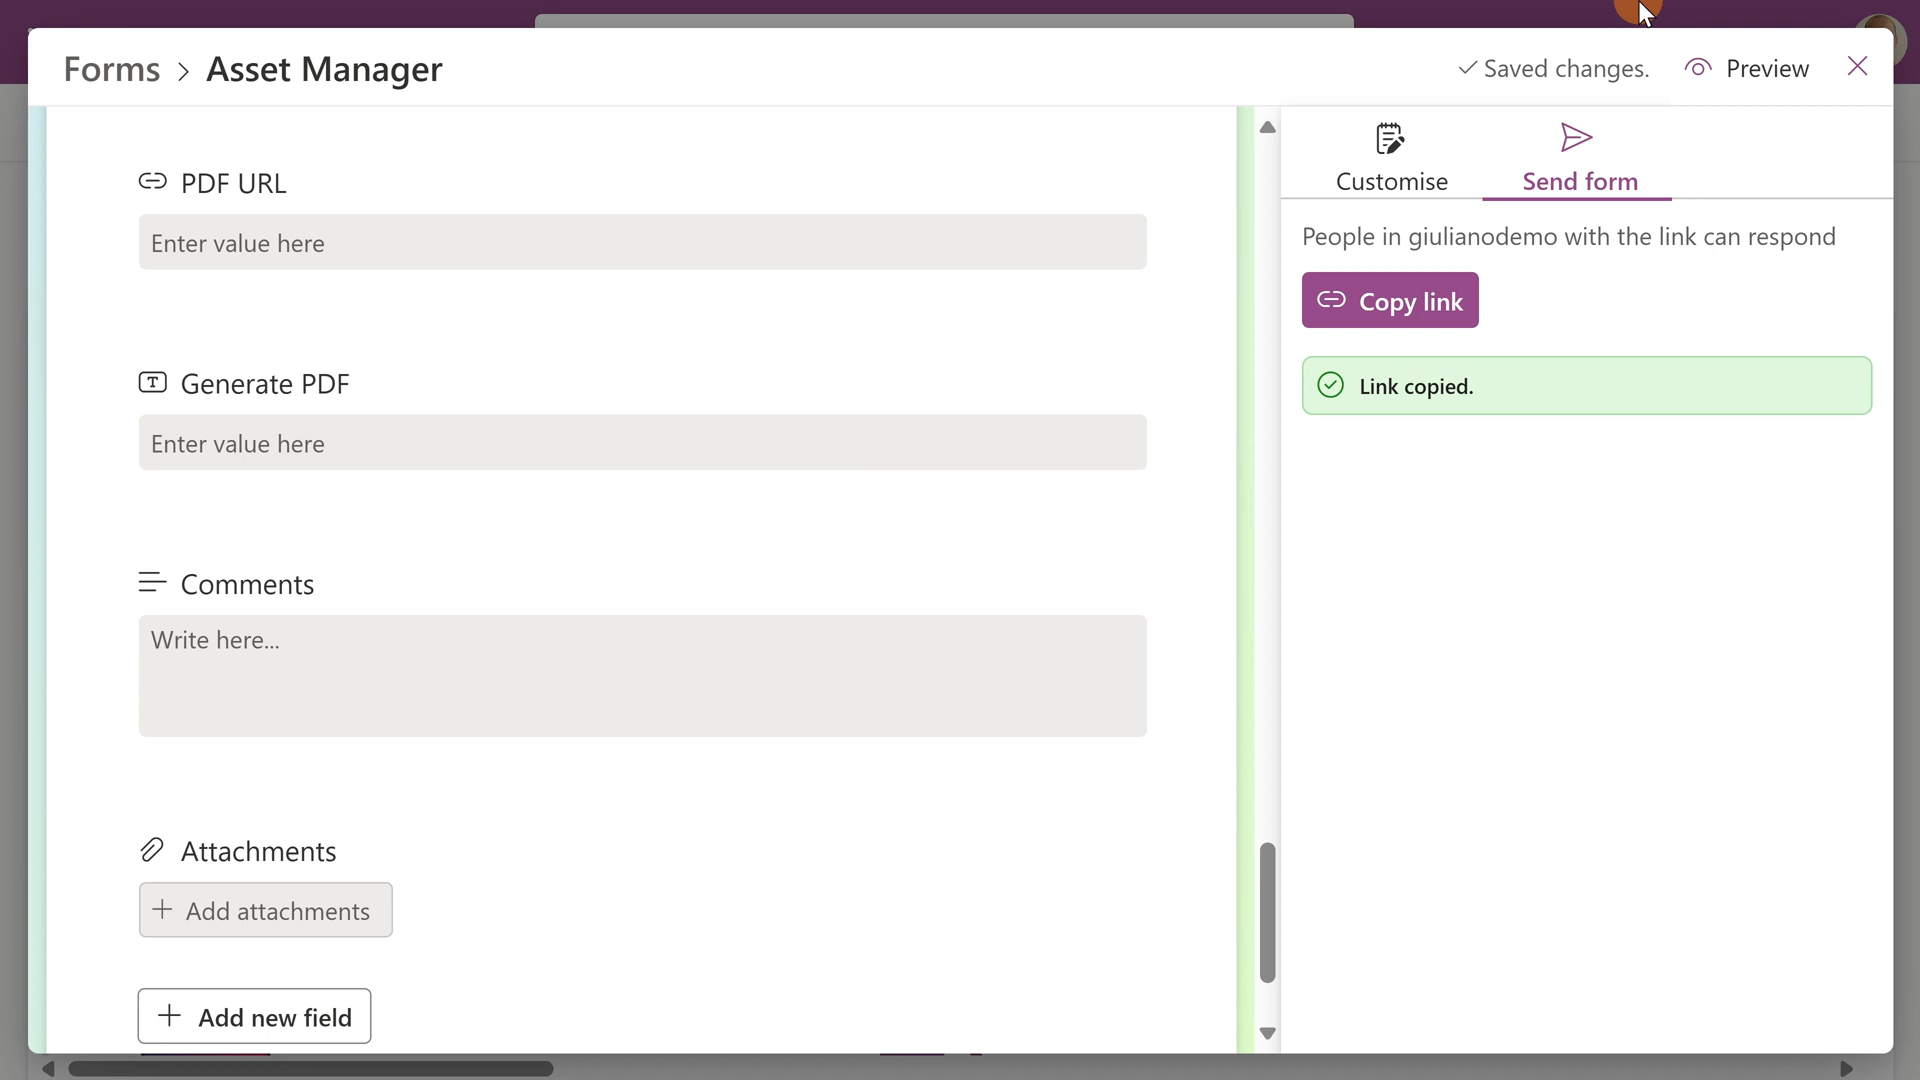 Forms > Asset Manager
Saved changes.
Preview
Customise
Send form
People in giulianodemo with the link can respond
Copy link
Link copied.
PDF URL
Enter value here
Generate PDF
Enter value here
Comments
Write here...
Attachments
+ Add attachments
+ Add new field